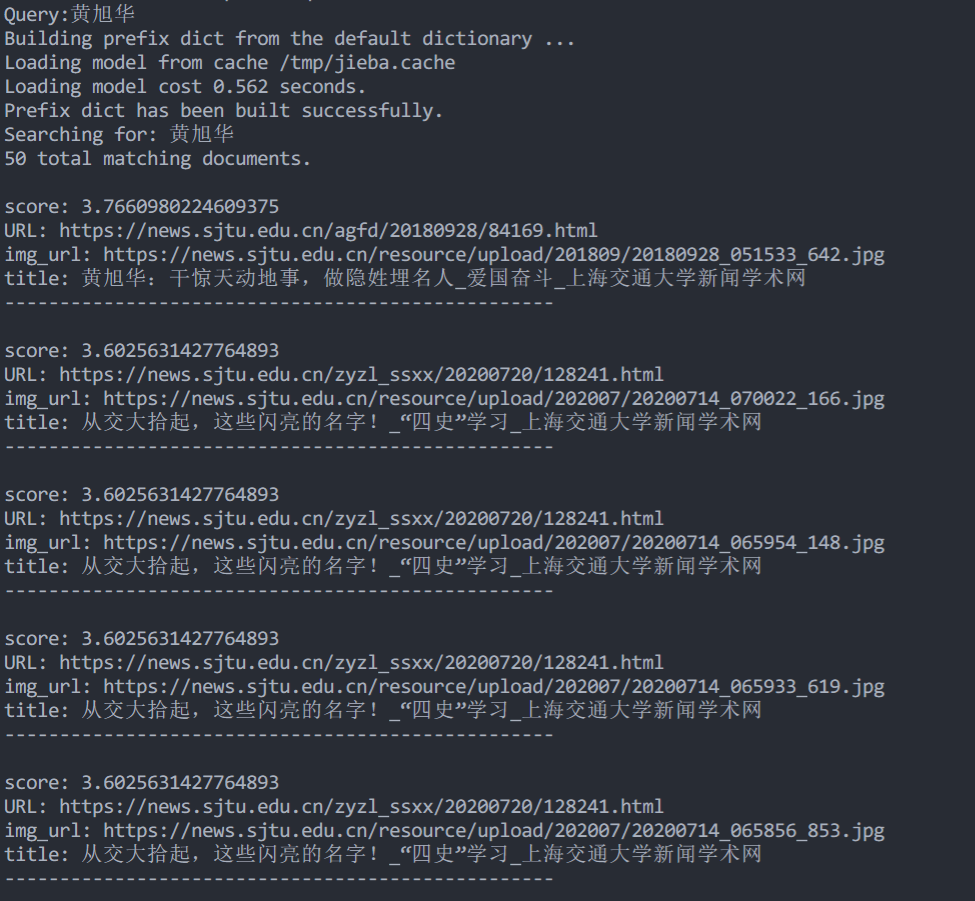 Query:黄旭华
Building prefix dict from the default dictionary ...
Loading model from cache /tmp/jieba.cache
Loading model cost 0.562 seconds.
Prefix dict has been built successfully.
Searching for: 黄旭华
50 total matching documents.
score: 3.7660980224609375
URL: https://news.sjtu.edu.cn/agfd/20180928/84169.html
img_url: https://news.sjtu.edu.cn/resource/upload/201809/20180928_051533_642.jpg
title: 黄旭华：干惊天动地事，做隐姓埋名人_爱国奋斗_上海交通大学新闻学术网
--------------------------------------------------
score: 3.6025631427764893
URL: https://news.sjtu.edu.cn/zyzl_ssxx/20200720/128241.html
img_url: https://news.sjtu.edu.cn/resource/upload/202007/20200714_070022_166.jpg
title: 从交大拾起，这些闪亮的名字！_“四史”学习_上海交通大学新闻学术网
--------------------------------------------------
score: 3.6025631427764893
URL: https://news.sjtu.edu.cn/zyzl_ssxx/20200720/128241.html
img_url: https://news.sjtu.edu.cn/resource/upload/202007/20200714_065954_148.jpg
title: 从交大拾起，这些闪亮的名字！_“四史”学习_上海交通大学新闻学术网
--------------------------------------------------
score: 3.6025631427764893
URL: https://news.sjtu.edu.cn/zyzl_ssxx/20200720/128241.html
img_url: https://news.sjtu.edu.cn/resource/upload/202007/20200714_065933_619.jpg
title: 从交大拾起，这些闪亮的名字！_“四史”学习_上海交通大学新闻学术网
--------------------------------------------------
score: 3.6025631427764893
URL: https://news.sjtu.edu.cn/zyzl_ssxx/20200720/128241.html
img_url: https://news.sjtu.edu.cn/resource/upload/202007/20200714_065856_853.jpg
title: 从交大拾起，这些闪亮的名字！_“四史”学习_上海交通大学新闻学术网
--------------------------------------------------